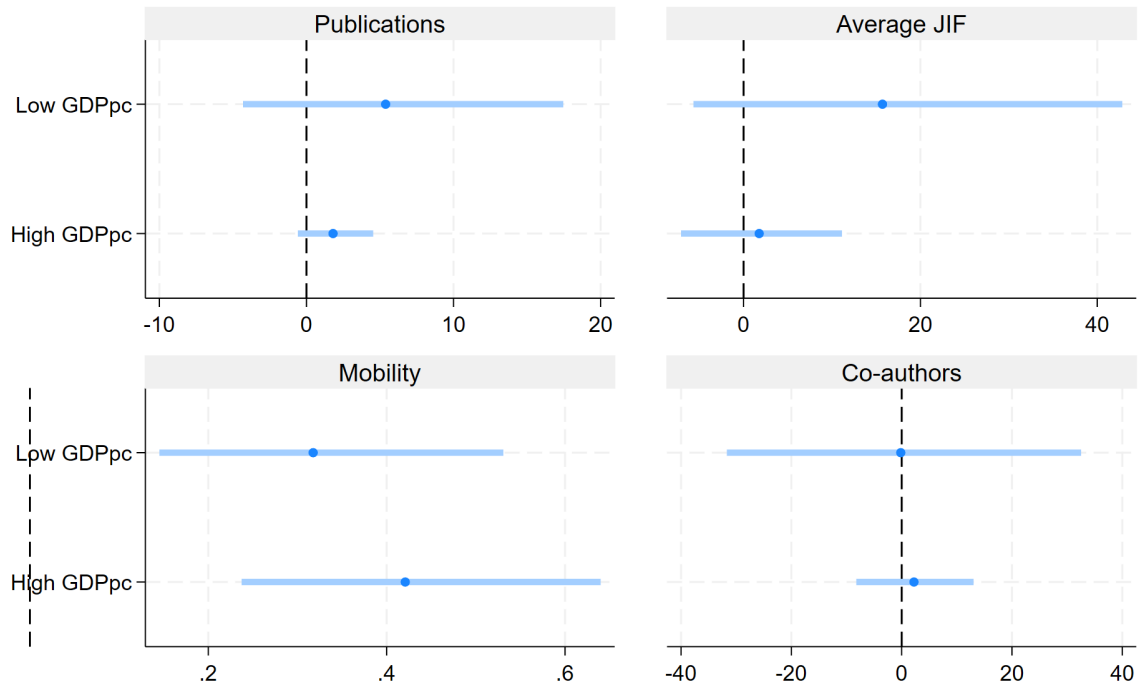 Publications
Average JIF
Low GDPpc
High GDPpc
-10 0 10 20
0 20 40
Mobility
Co-authors
Low GDPpc
High GDPpc
.2 .4 .6
-40 -20 0 20 40